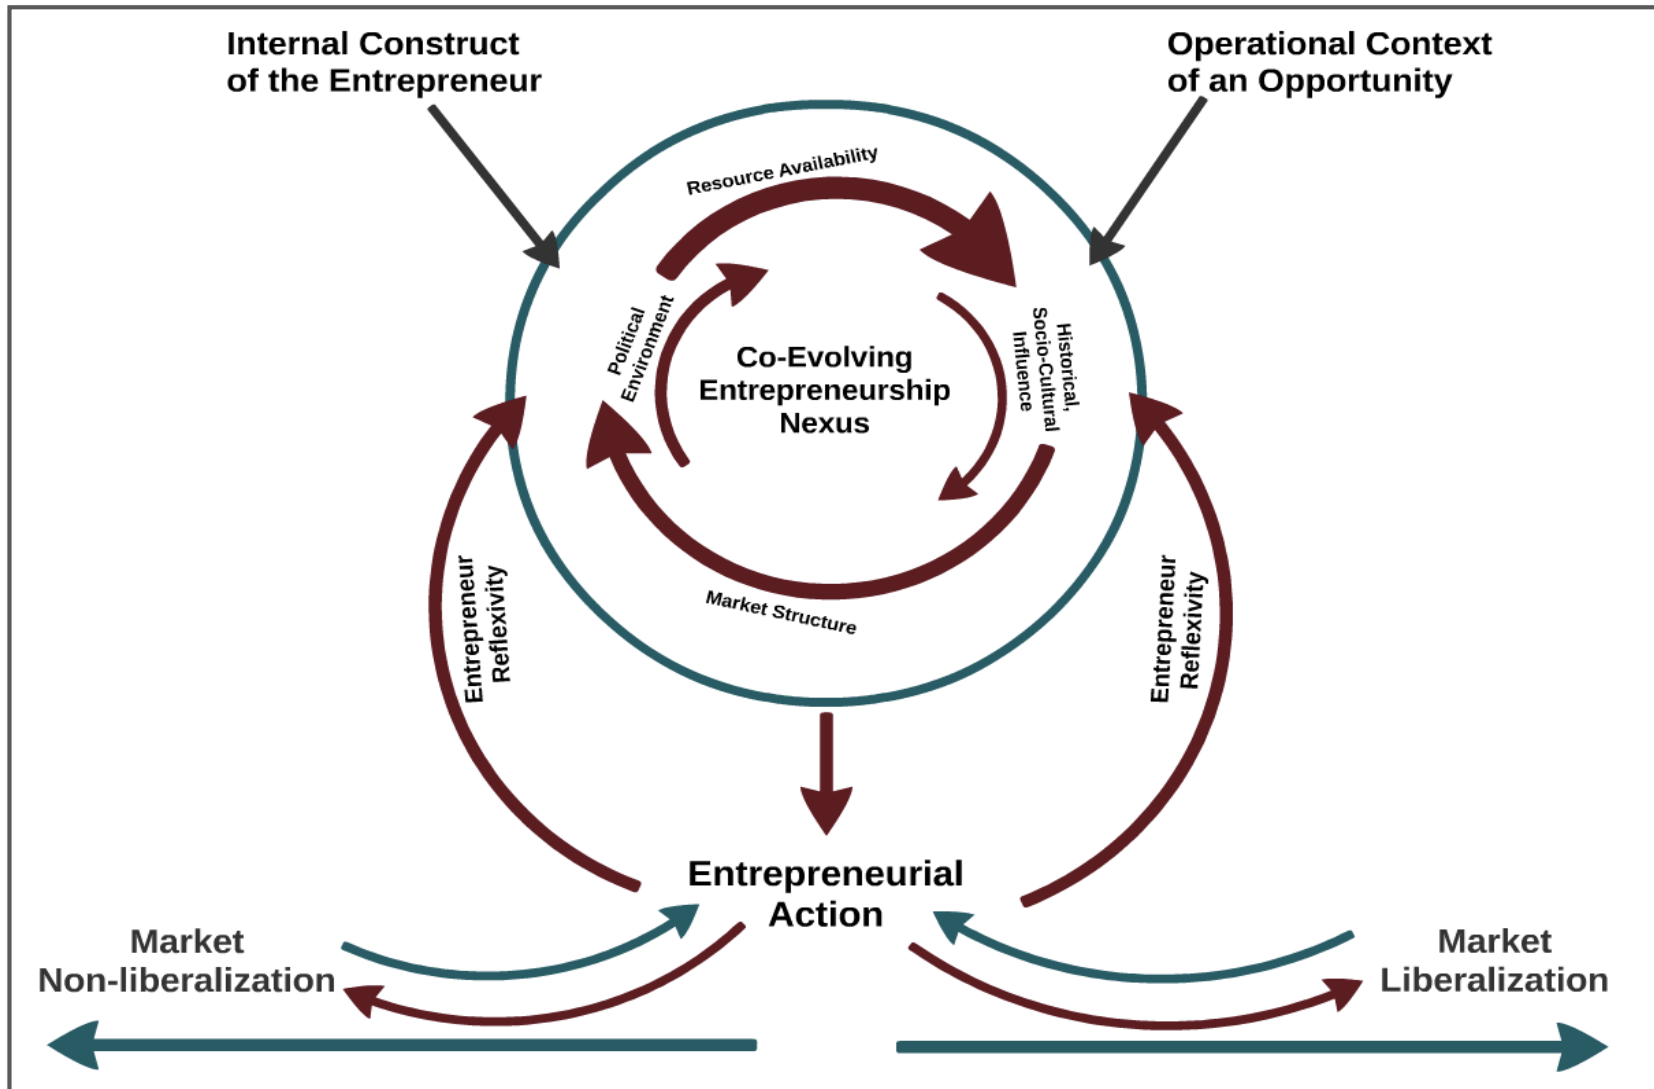 Internal Construct
of the Entrepreneur
Operational Context
of an Opportunity
Resource Availability
Political
Environment
Historical,
Socio-Cultural
Influence
Co-Evolving
Entrepreneurship
Nexus
Market Structure
Entrepreneur
Reflexivity
Entrepreneur
Reflexivity
Entrepreneurial
Action
Market
Non-liberalization
Market
Liberalization